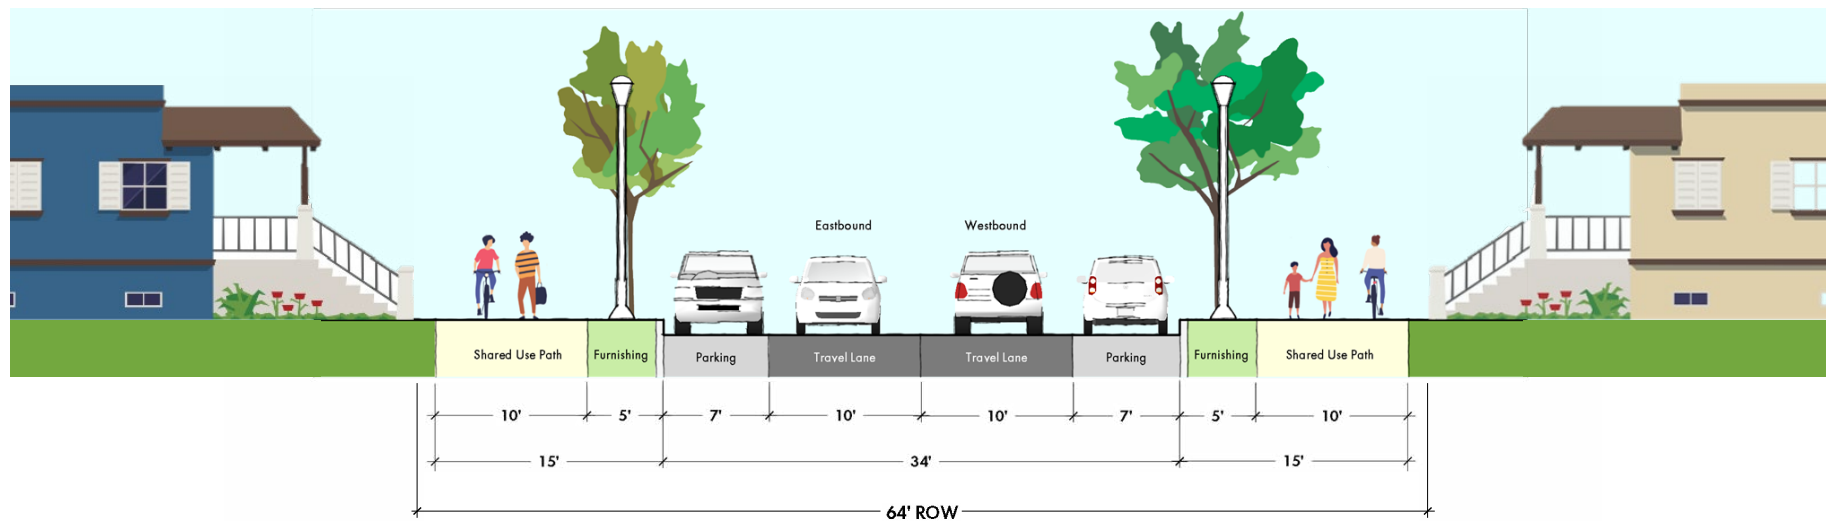 Eastbound
Westbound
Shared Use Path
Furnishing
Parking
Travel Lane
Travel Lane
Parking
Furnishing
Shared Use Path
10'
5'
7'
10'
10'
7'
5'
10'
15'
34'
15'
64' ROW